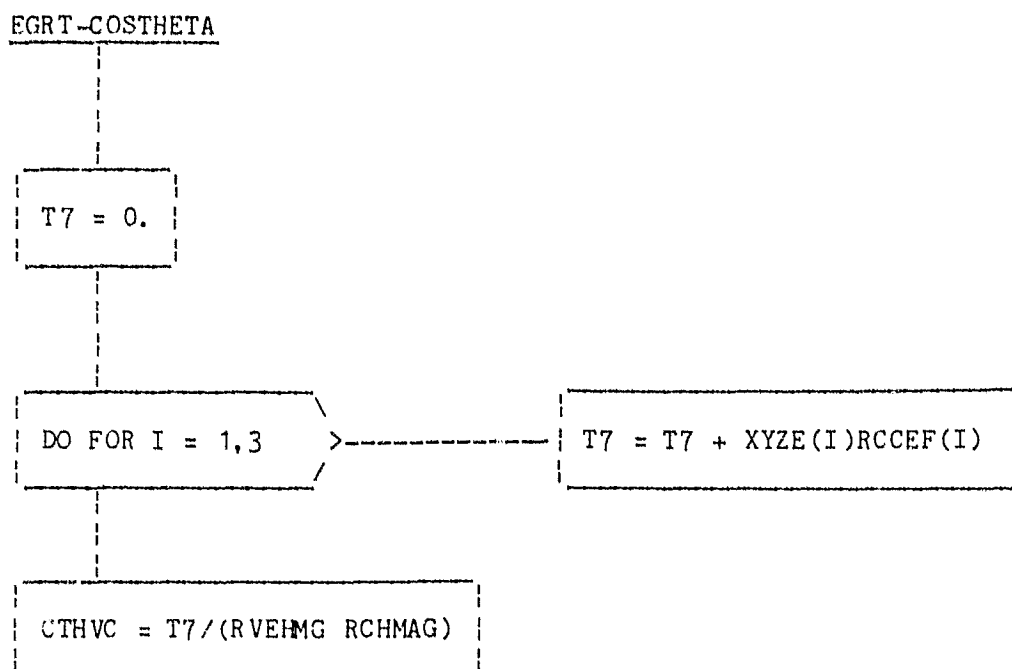 EGRT-COSTHETA
T7 = 0.
DO FOR I = 1,3
T7 = T7 + XYZE(I)RCCEF(I)
CTHVC = T7/(RVEHMG RCHMAG)